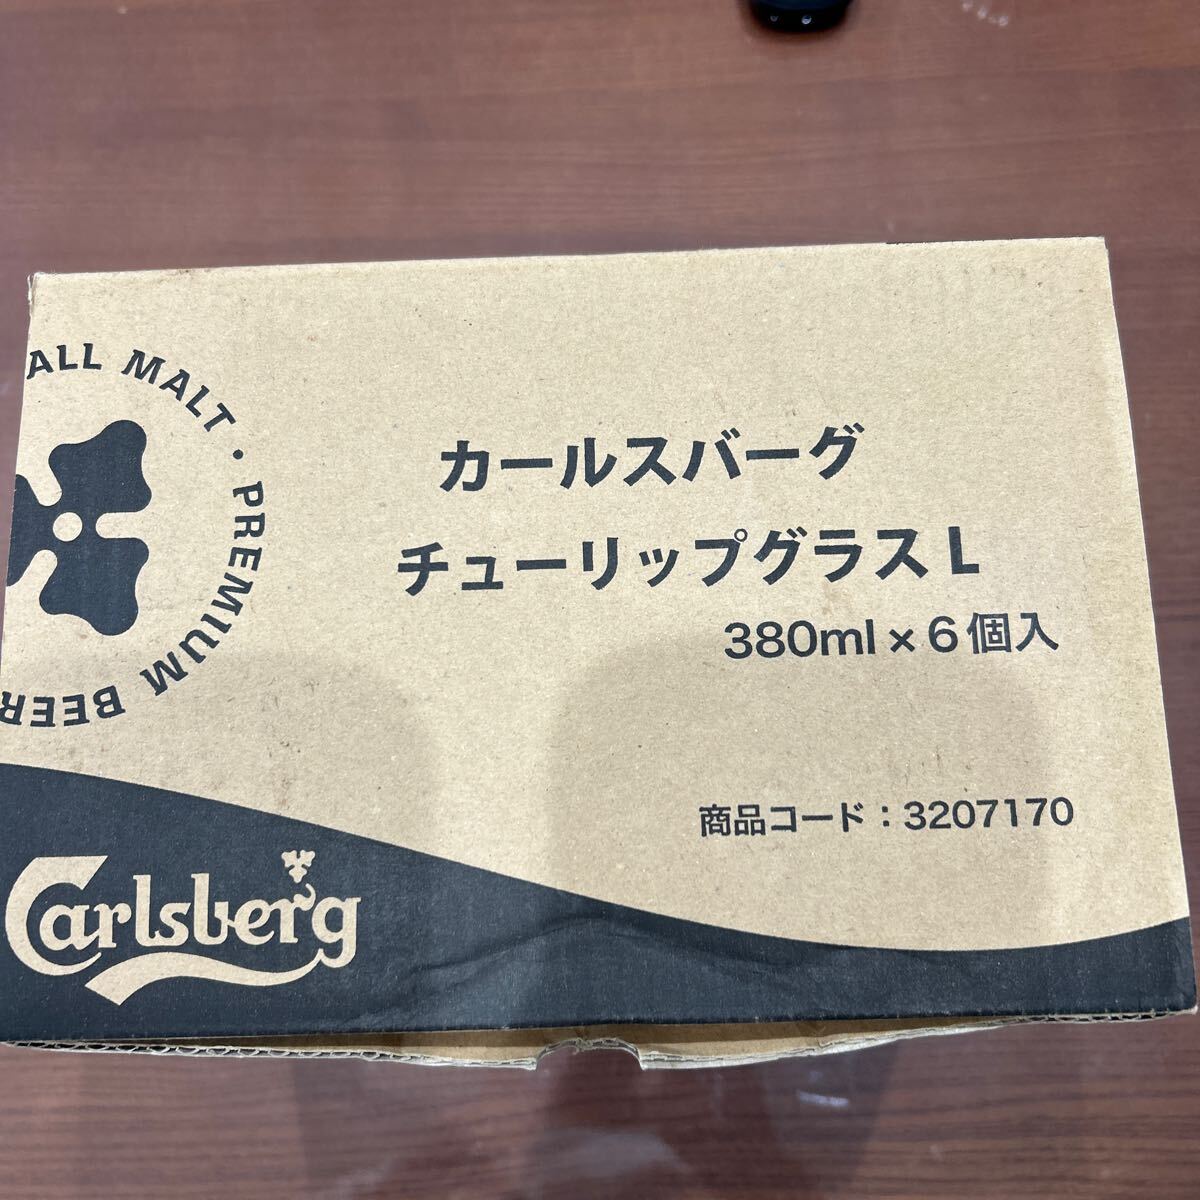 ALL MALT・PREMIUM BEER
カールスバーグ
チューリップグラスL
380ml×6個入
商品コード：3207170
Carlsberg